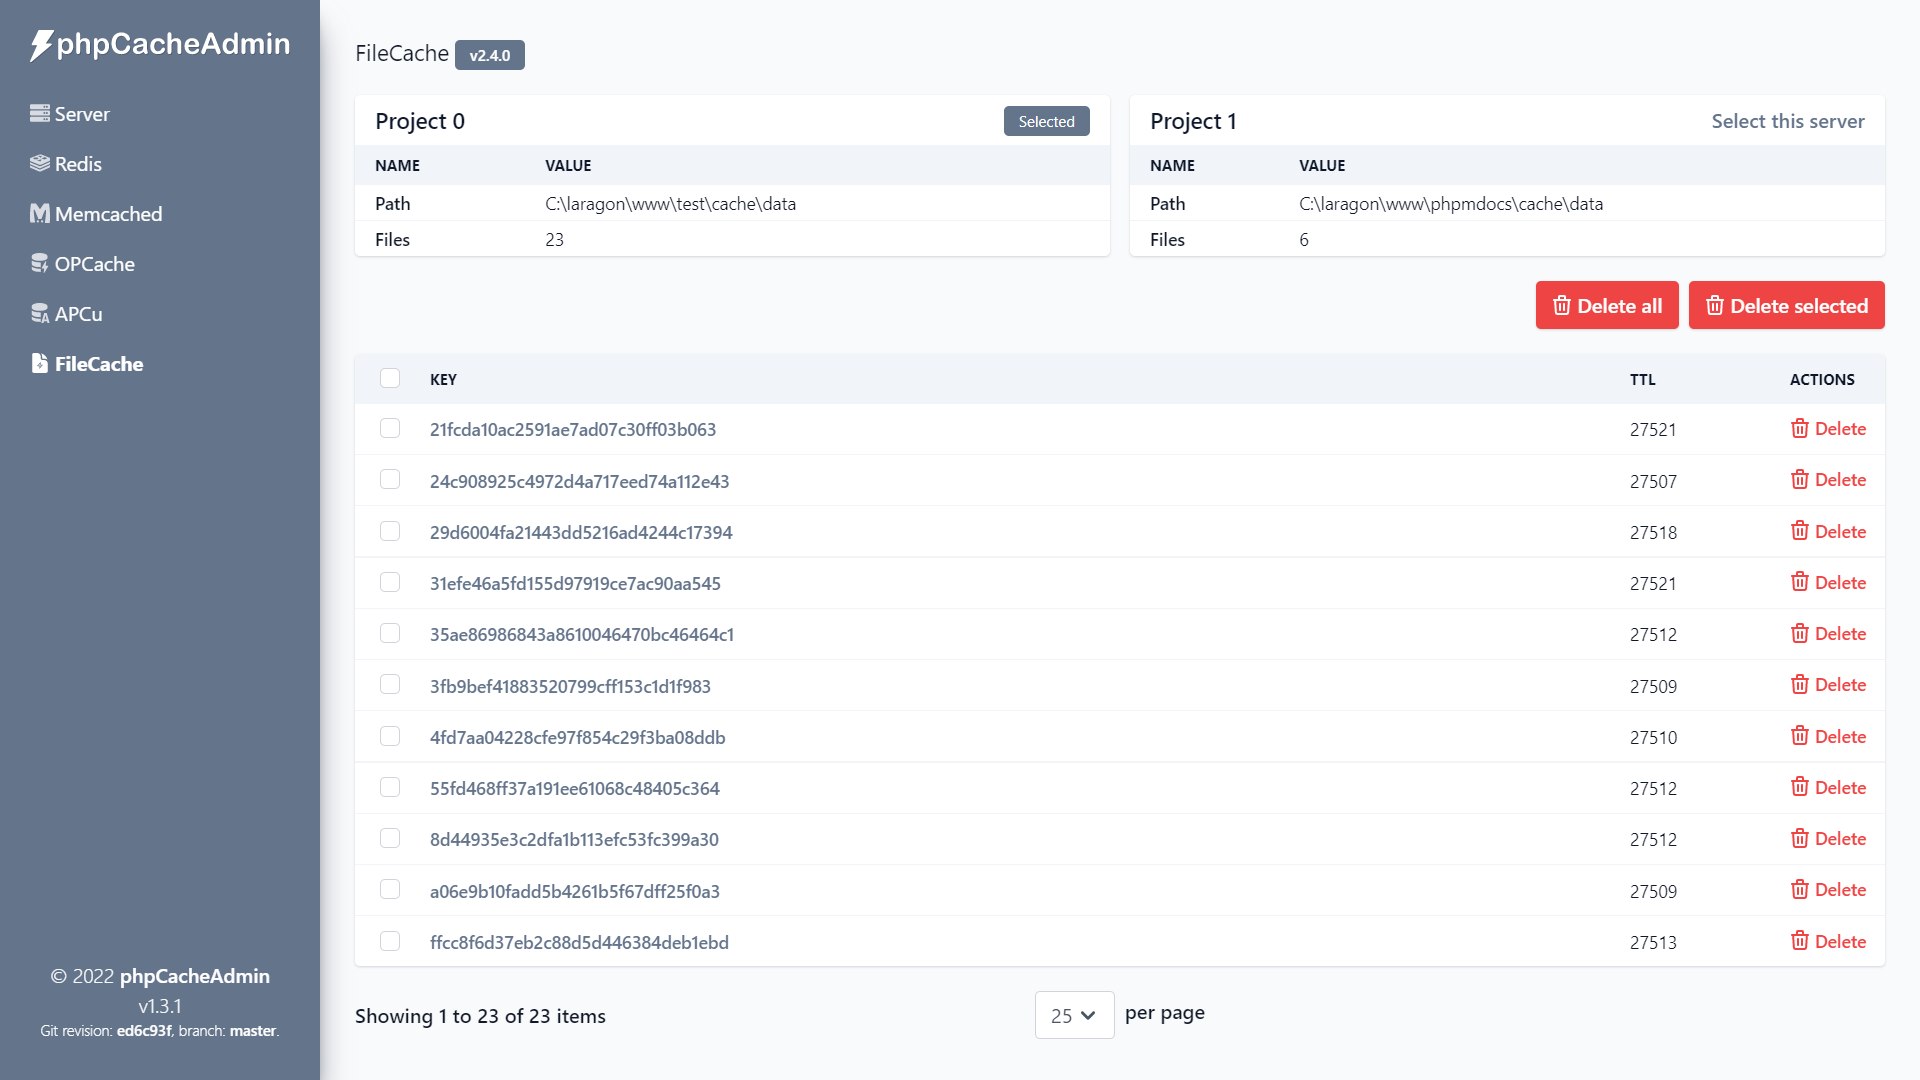 phpCacheAdmin
Server
Redis
Memcached
OPCache
APCu
FileCache
© 2022 phpCacheAdmin
v1.3.1
Git revision: ed6c93f, branch: master.
FileCache v2.4.0
Project 0 Selected
NAME VALUE
Path C:\laragon\www\test\cache\data
Files 23
Project 1 Select this server
NAME VALUE
Path C:\laragon\www\phpmdocs\cache\data
Files 6
Delete all Delete selected
KEY TTL ACTIONS
21fcda10ac2591ae7ad07c30ff03b063 27521 Delete
24c908925c4972d4a717eed74a112e43 27507 Delete
29d6004fa21443dd5216ad4244c17394 27518 Delete
31efe46a5fd155d97919ce7ac90aa545 27521 Delete
35ae86986843a8610046470bc46464c1 27512 Delete
3fb9bef41883520799cff153c1d1f983 27509 Delete
4fd7aa04228cfe97f854c29f3ba08ddb 27510 Delete
55fd468ff37a191ee61068c48405c364 27512 Delete
8d44935e3c2dfa1b113efc53fc399a30 27512 Delete
a06e9b10fadd5b4261b5f67dff25f0a3 27509 Delete
ffcc8f6d37eb2c88d5d446384deb1ebd 27513 Delete
Showing 1 to 23 of 23 items 25 per page